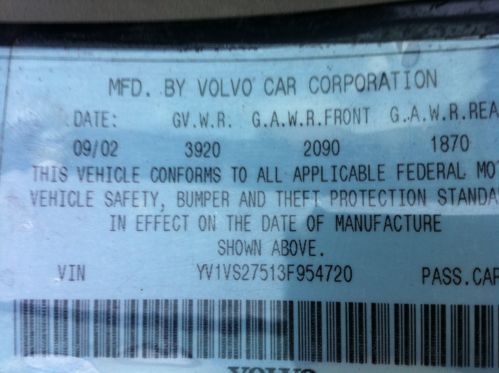 MFD. BY VOLVO CAR CORPORATION
DATE: GV.W.R. G.A.W.R.FRONT G.A.W.R.REA
09/02 3920 2090 1870
THIS VEHICLE CONFORMS TO ALL APPLICABLE FEDERAL MOT
VEHICLE SAFETY, BUMPER AND THEFT PROTECTION STANDA
IN EFFECT ON THE DATE OF MANUFACTURE
SHOWN ABOVE.
VIN YV1VS27513F954720 PASS.CAR
VOLVO